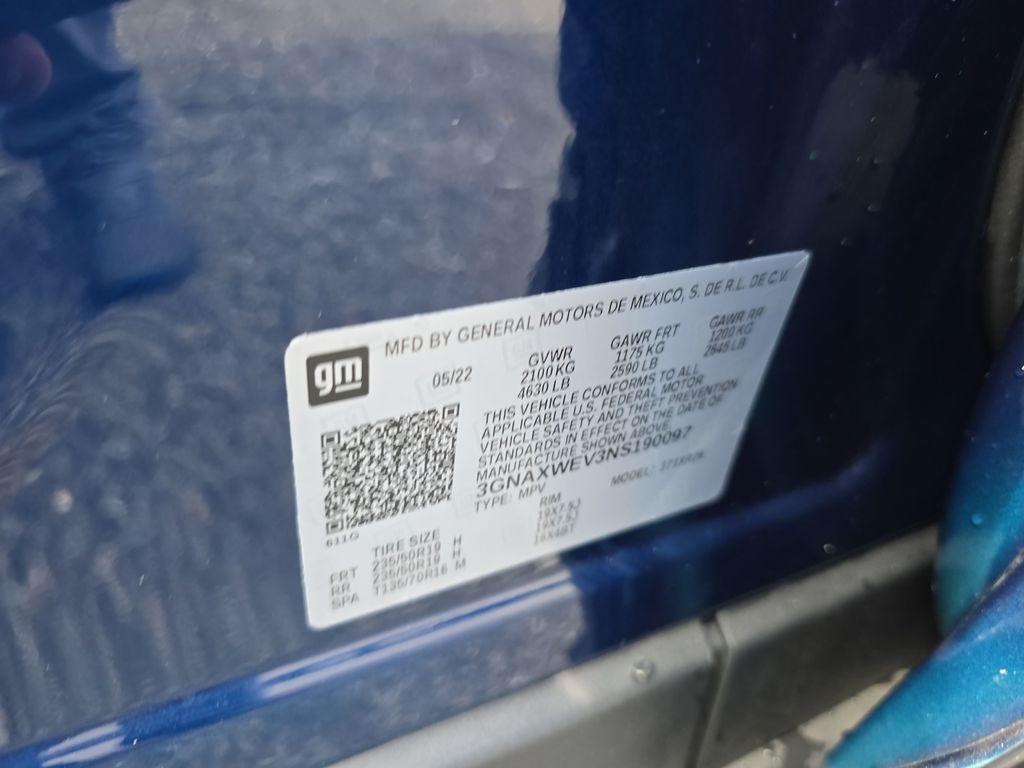 MFD BY GENERAL MOTORS DE MEXICO, S. DE R.L. DE C.V.
gm
05/22
GVWR GAWR FRT GAWR RR
2100 KG 1175 KG 1200 KG
4630 LB 2590 LB 2645 LB
THIS VEHICLE CONFORMS TO ALL
APPLICABLE U.S. FEDERAL MOTOR
VEHICLE SAFETY AND THEFT PREVENTION
STANDARDS IN EFFECT ON THE DATE OF
MANUFACTURE SHOWN ABOVE.
3GNAXWEV3NS190097
TYPE: MPV MODEL:
611G
TIRE SIZE RIM
FRT 235/50R19 H 19X7.5J
RR 235/50R19 H 19X7.5J
SPA T135/70R16 M 16X4BT